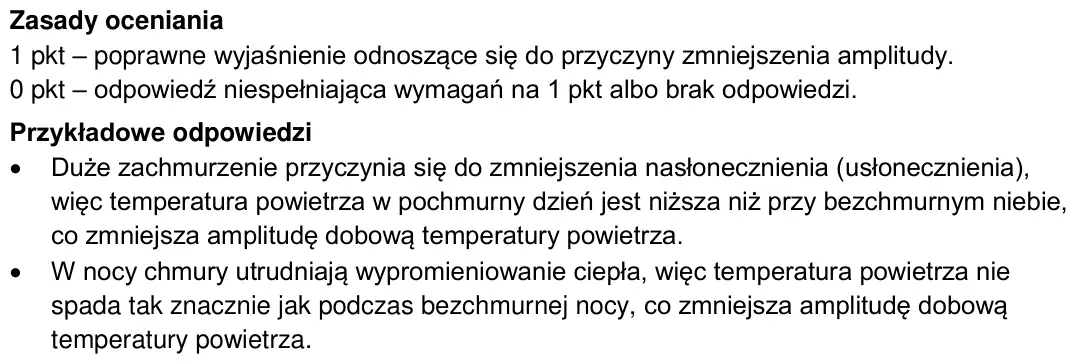 Zasady oceniania
1 pkt – poprawne wyjaśnienie odnoszące się do przyczyny zmniejszenia amplitudy.
0 pkt – odpowiedź niespełniająca wymagań na 1 pkt albo brak odpowiedzi.
Przykładowe odpowiedzi
• Duże zachmurzenie przyczynia się do zmniejszenia nasłonecznienia (usłonecznienia),
więc temperatura powietrza w pochmurny dzień jest niższa niż przy bezchmurnym niebie,
co zmniejsza amplitudę dobową temperatury powietrza.
• W nocy chmury utrudniają wypromieniowanie ciepła, więc temperatura powietrza nie
spada tak znacznie jak podczas bezchmurnej nocy, co zmniejsza amplitudę dobową
temperatury powietrza.